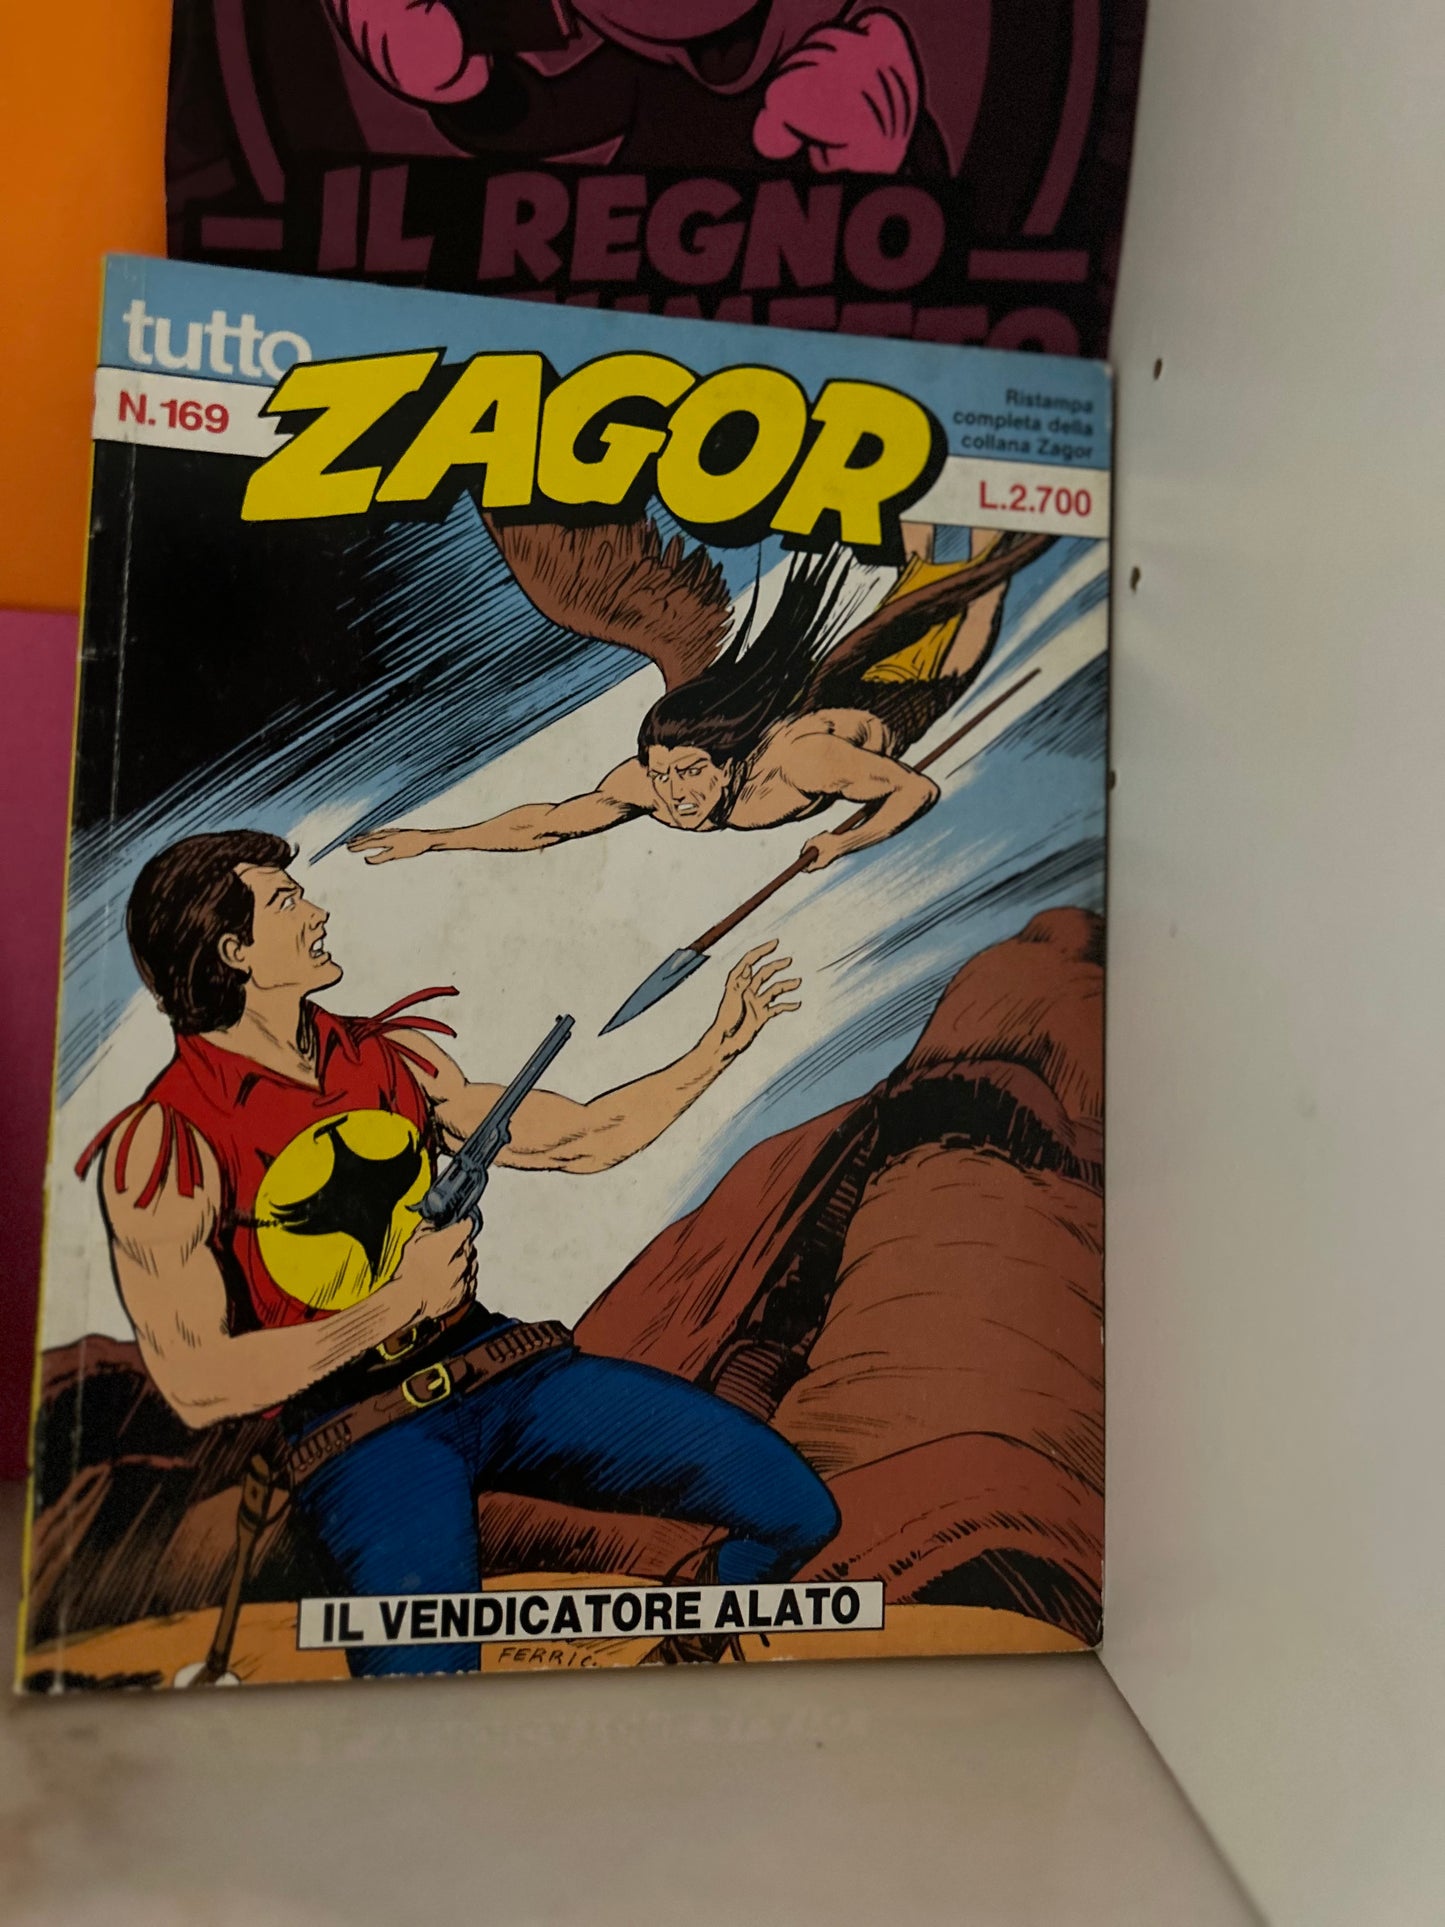 IL REGNO
tutto
ZAGOR
N.169
Ristampa
completa della
collana Zagor
L.2.700
IL VENDICATORE ALATO
FERRI